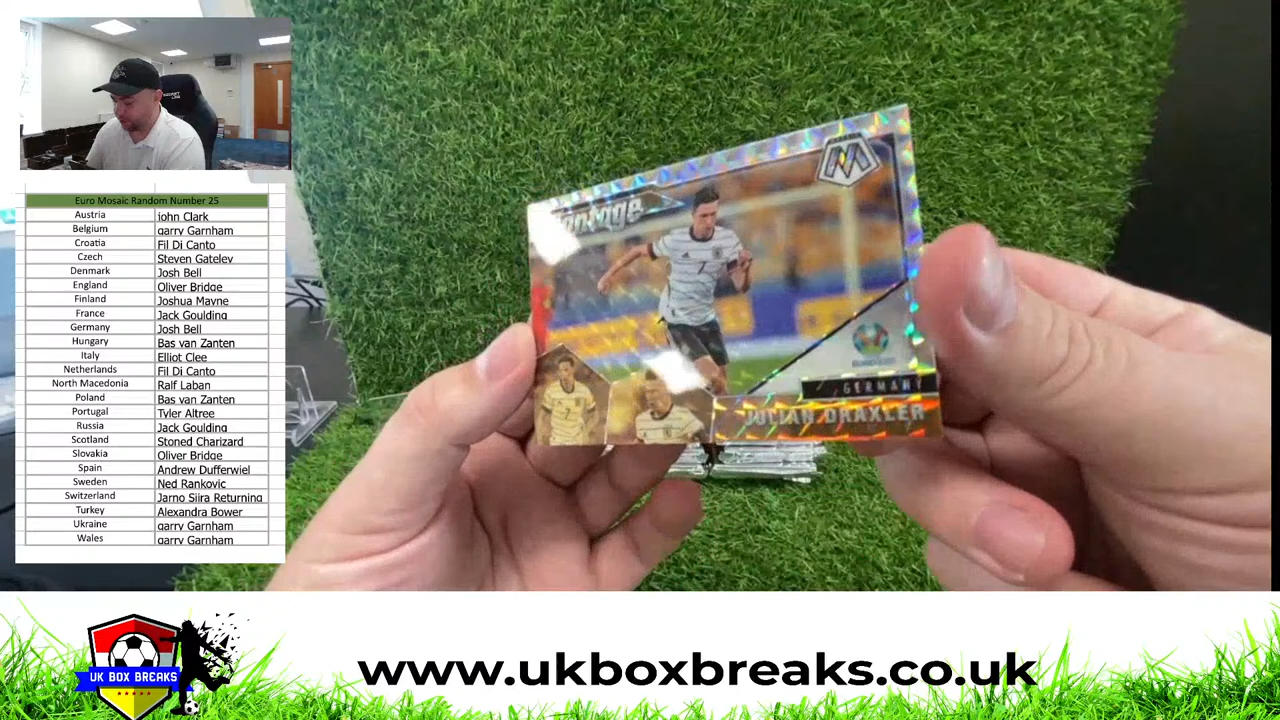 Euro Mosaic Random Number 25
Austria john Clark
Belgium garry Garnham
Croatia Fil Di Canto
Czech Steven Gateley
Denmark Josh Bell
England Oliver Bridge
Finland Joshua Mayne
France Jack Goulding
Germany Josh Bell
Hungary Bas van Zanten
Italy Elliot Clee
Netherlands Fil Di Canto
North Macedonia Ralf Laban
Poland Bas van Zanten
Portugal Tyler Altree
Russia Jack Goulding
Scotland Stoned Charizard
Slovakia Oliver Bridge
Spain Andrew Dufferwiel
Sweden Ned Rankovic
Switzerland Jarno Siira Returning
Turkey Alexandra Bower
Ukraine garry Garnham
Wales garry Garnham
M
7
GERMANY
JULIAN DRAXLER
UK BOX BREAKS
www.ukboxbreaks.co.uk